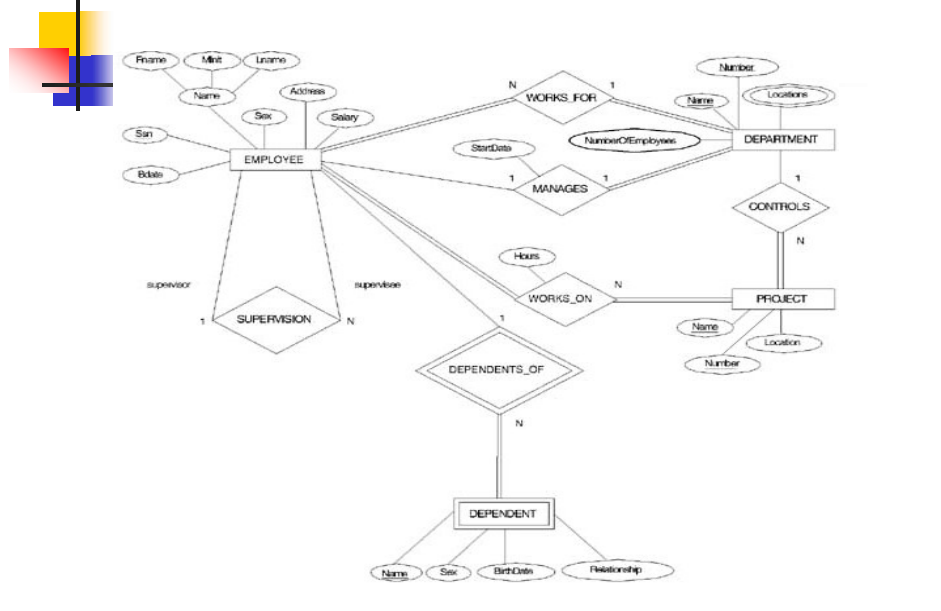 Fname
Minit
Lname
Number
Name
Address
Name
Locations
N
1
WORKS_FOR
Sex
Salary
Ssn
StartDate
NumberOfEmployees
DEPARTMENT
EMPLOYEE
Bdate
1
1
MANAGES
1
CONTROLS
N
Hours
supervisor
supervisee
N
WORKS_ON
PROJECT
1
SUPERVISION
N
1
Name
Location
Number
DEPENDENTS_OF
N
DEPENDENT
Name
Sex
BirthDate
Relationship